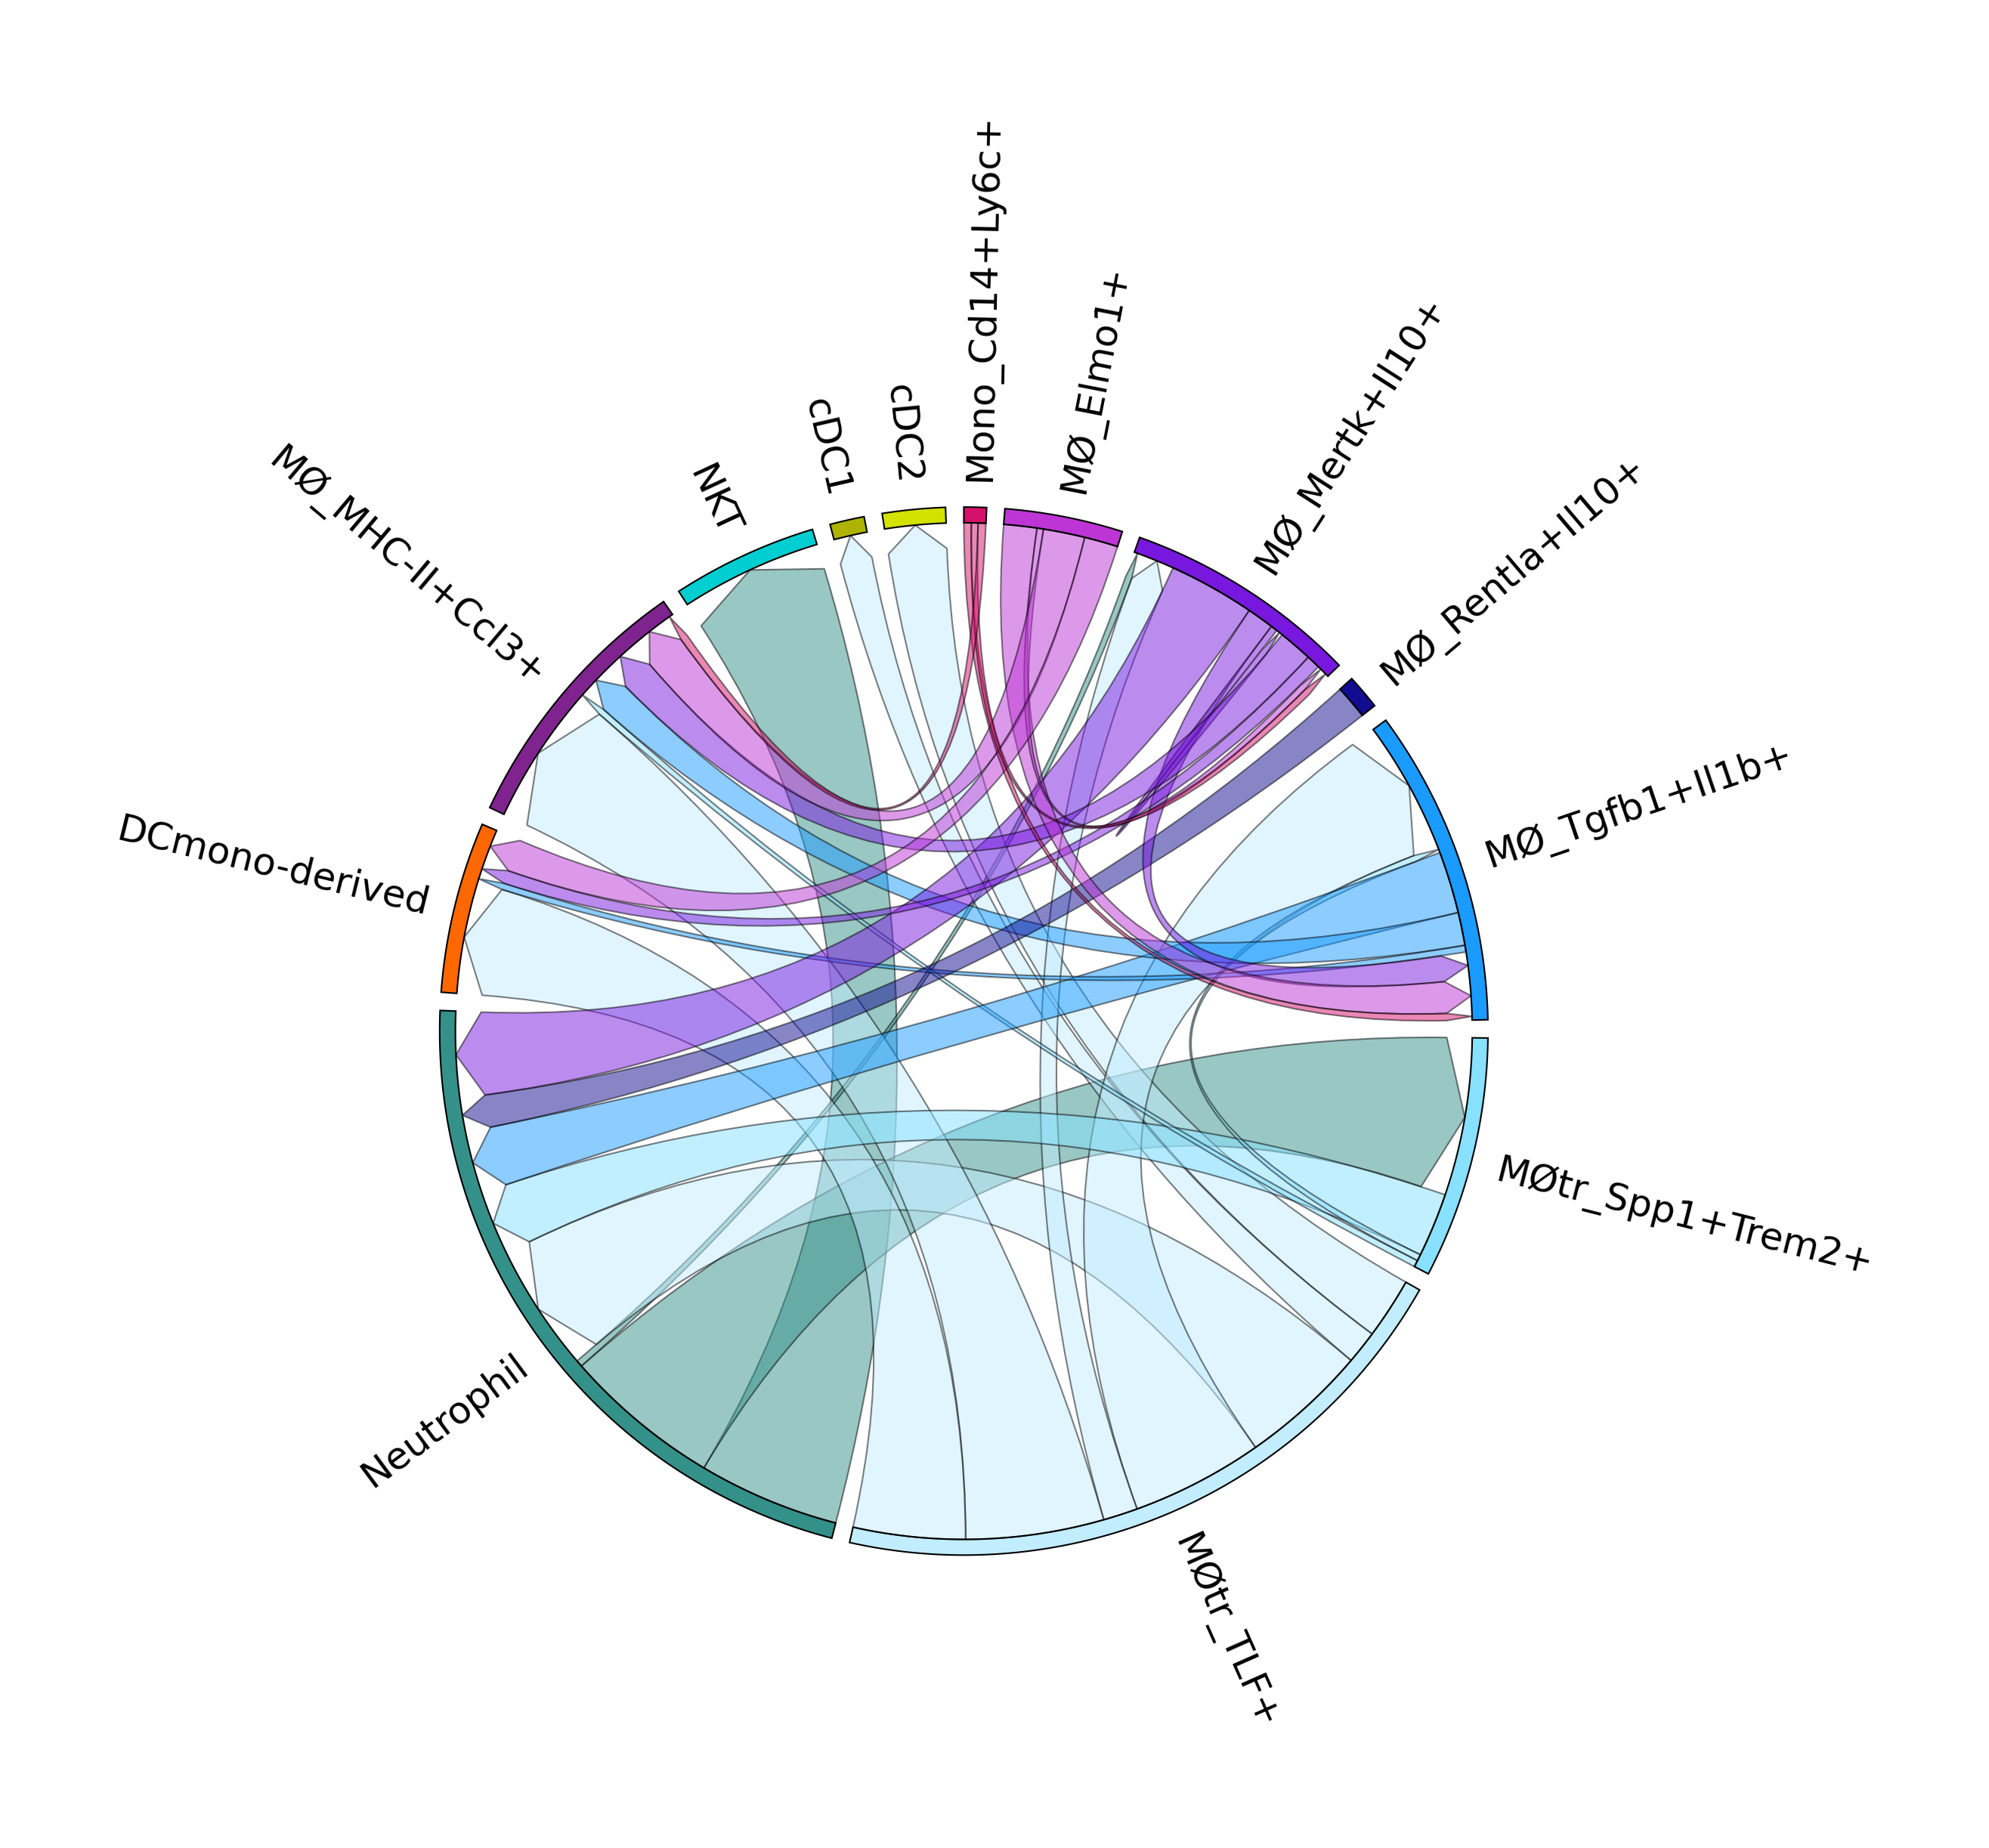 Mono_Cd14+Ly6c+
MØ_Elmo1+
MØ_Mertk+Il10+
MØ_Rentla+Il10+
MØ_Tgfb1+Il1b+
MØtr_Spp1+Trem2+
MØtr_TLF+
Neutrophil
DCmono-derived
MØ_MHC-II+Ccl3+
NKT
cDC1
cDC2